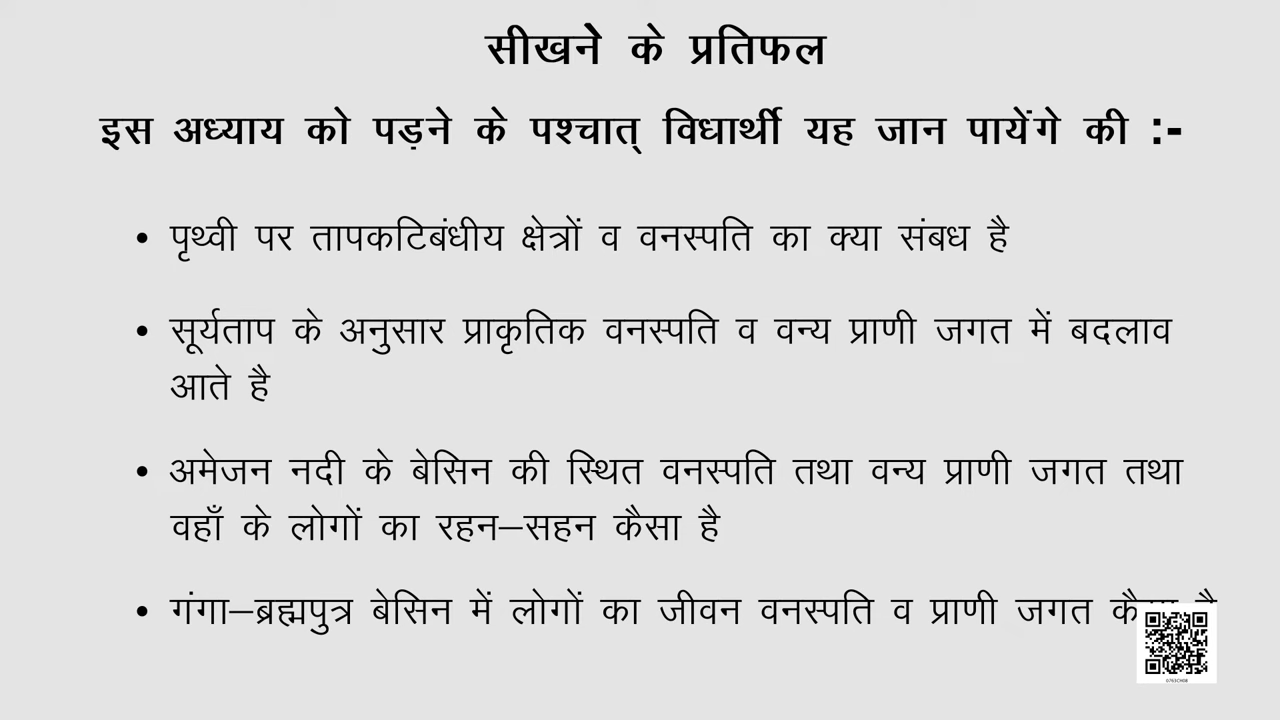 सीखने के प्रतिफल
इस अध्याय को पड़ने के पश्चात् विधार्थी यह जान पायेंगे की :-
• पृथ्वी पर तापकटिबंधीय क्षेत्रों व वनस्पति का क्या संबध है
• सूर्यताप के अनुसार प्राकृतिक वनस्पति व वन्य प्राणी जगत में बदलाव
आते है
• अमेजन नदी के बेसिन की स्थित वनस्पति तथा वन्य प्राणी जगत तथा
वहाँ के लोगों का रहन–सहन कैसा है
• गंगा–ब्रह्मपुत्र बेसिन में लोगों का जीवन वनस्पति व प्राणी जगत कैसा है
0763CH08